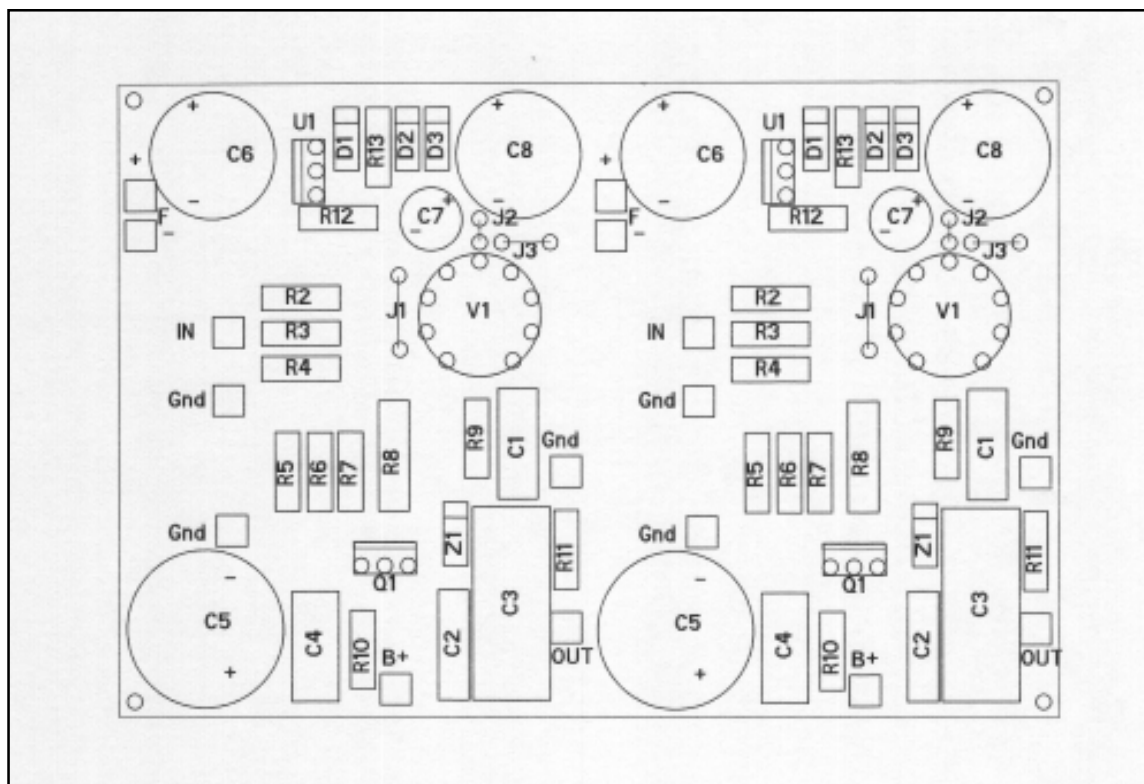 + C6 -
U1
D1
R13
D2
D3
+ C8 -
+ F -
R12
+ C7 -
J2
J3
J1
V1
R2
IN
R3
R4
Gnd
R5
R6
R7
R8
R9
C1
Gnd
Gnd
Z1
Q1
R11
- C5 +
C4
R10
B+
C2
C3
OUT
+ C6 -
U1
D1
R13
D2
D3
+ C8 -
+ F -
R12
+ C7 -
J2
J3
J1
V1
R2
IN
R3
R4
Gnd
R5
R6
R7
R8
R9
C1
Gnd
Gnd
Z1
Q1
R11
- C5 +
C4
R10
B+
C2
C3
OUT